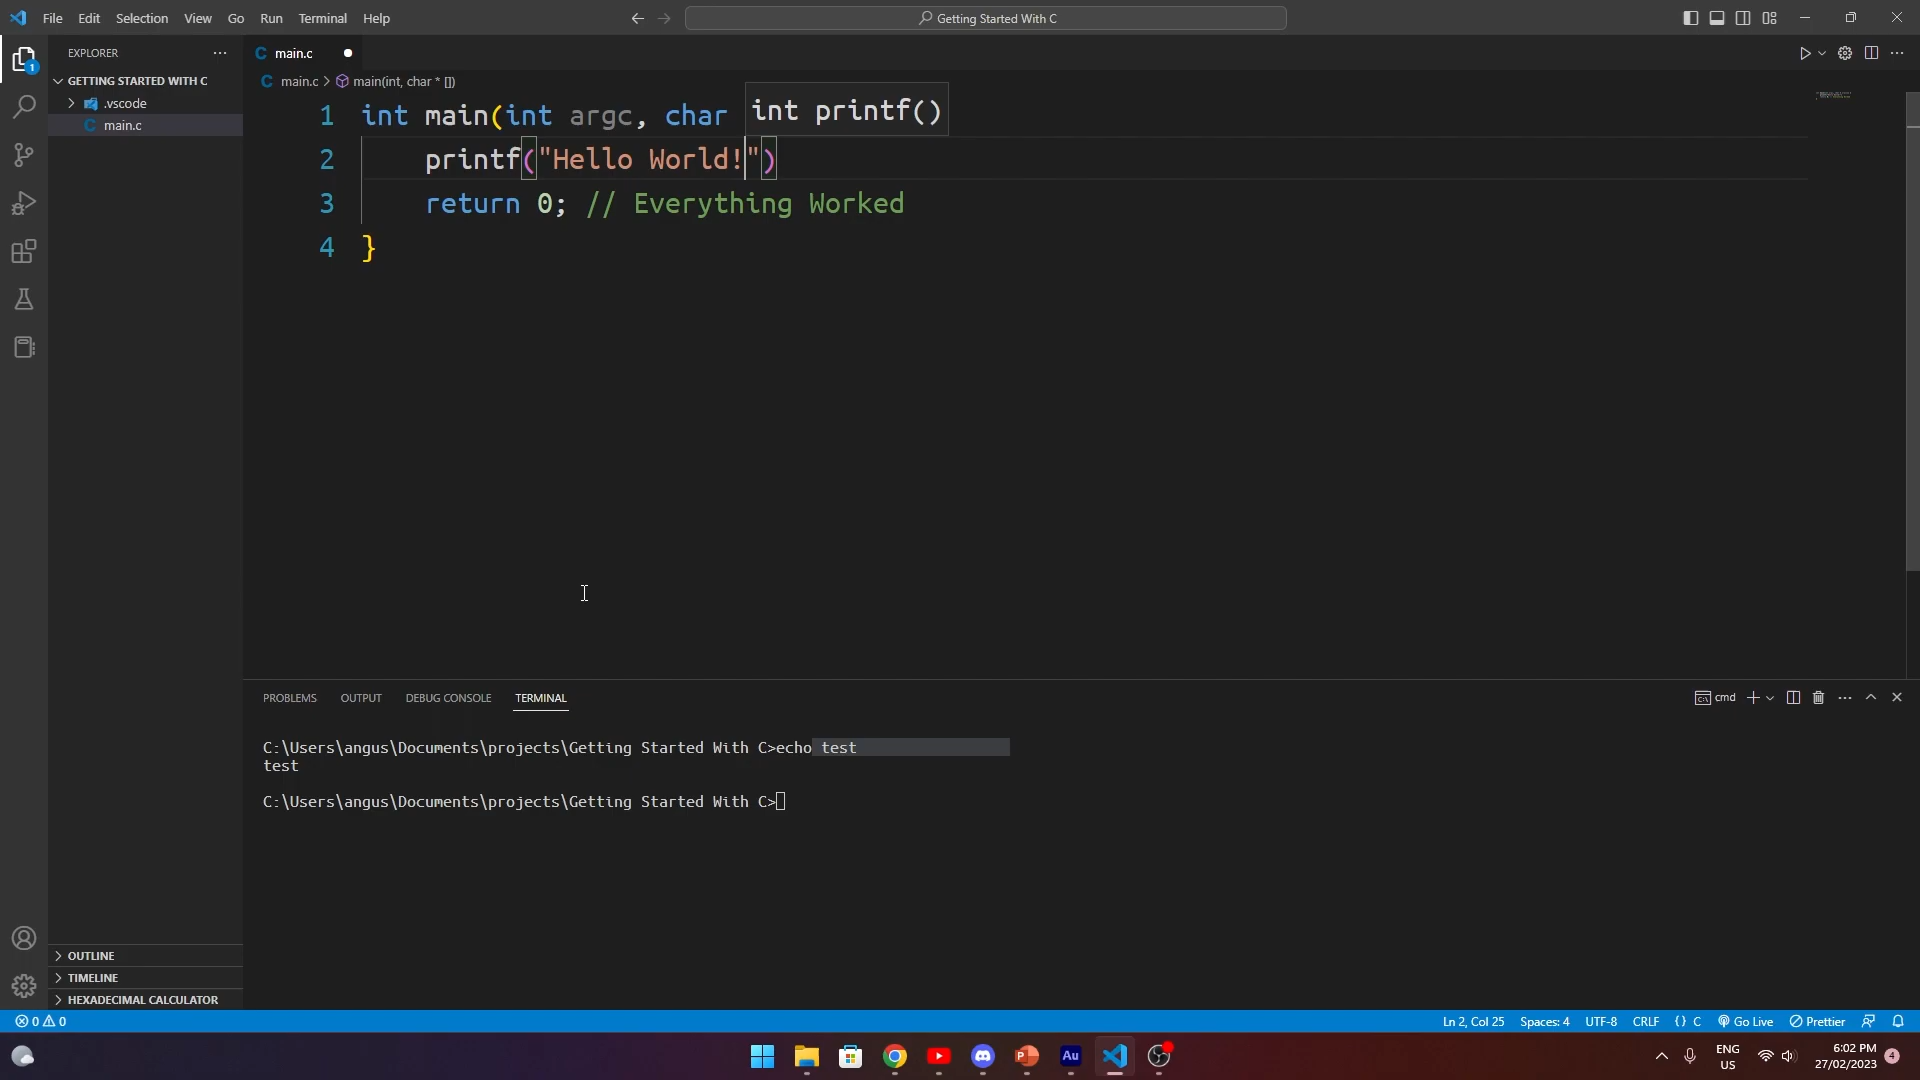 File Edit Selection View Go Run Terminal Help
Getting Started With C
EXPLORER
GETTING STARTED WITH C
.vscode
C main.c
1
C main.c
C main.c > main(int, char * [])
1 int main(int argc, char
int printf()
2 printf("Hello World!")
3 return 0; // Everything Worked
4 }
PROBLEMS OUTPUT DEBUG CONSOLE TERMINAL
cmd
C:\Users\angus\Documents\projects\Getting Started With C>echo test
test
C:\Users\angus\Documents\projects\Getting Started With C>
OUTLINE
TIMELINE
HEXADECIMAL CALCULATOR
0 0
Ln 2, Col 25 Spaces: 4 UTF-8 CRLF {} C Go Live Prettier
P Au
ENG
US
6:02 PM
27/02/2023
4